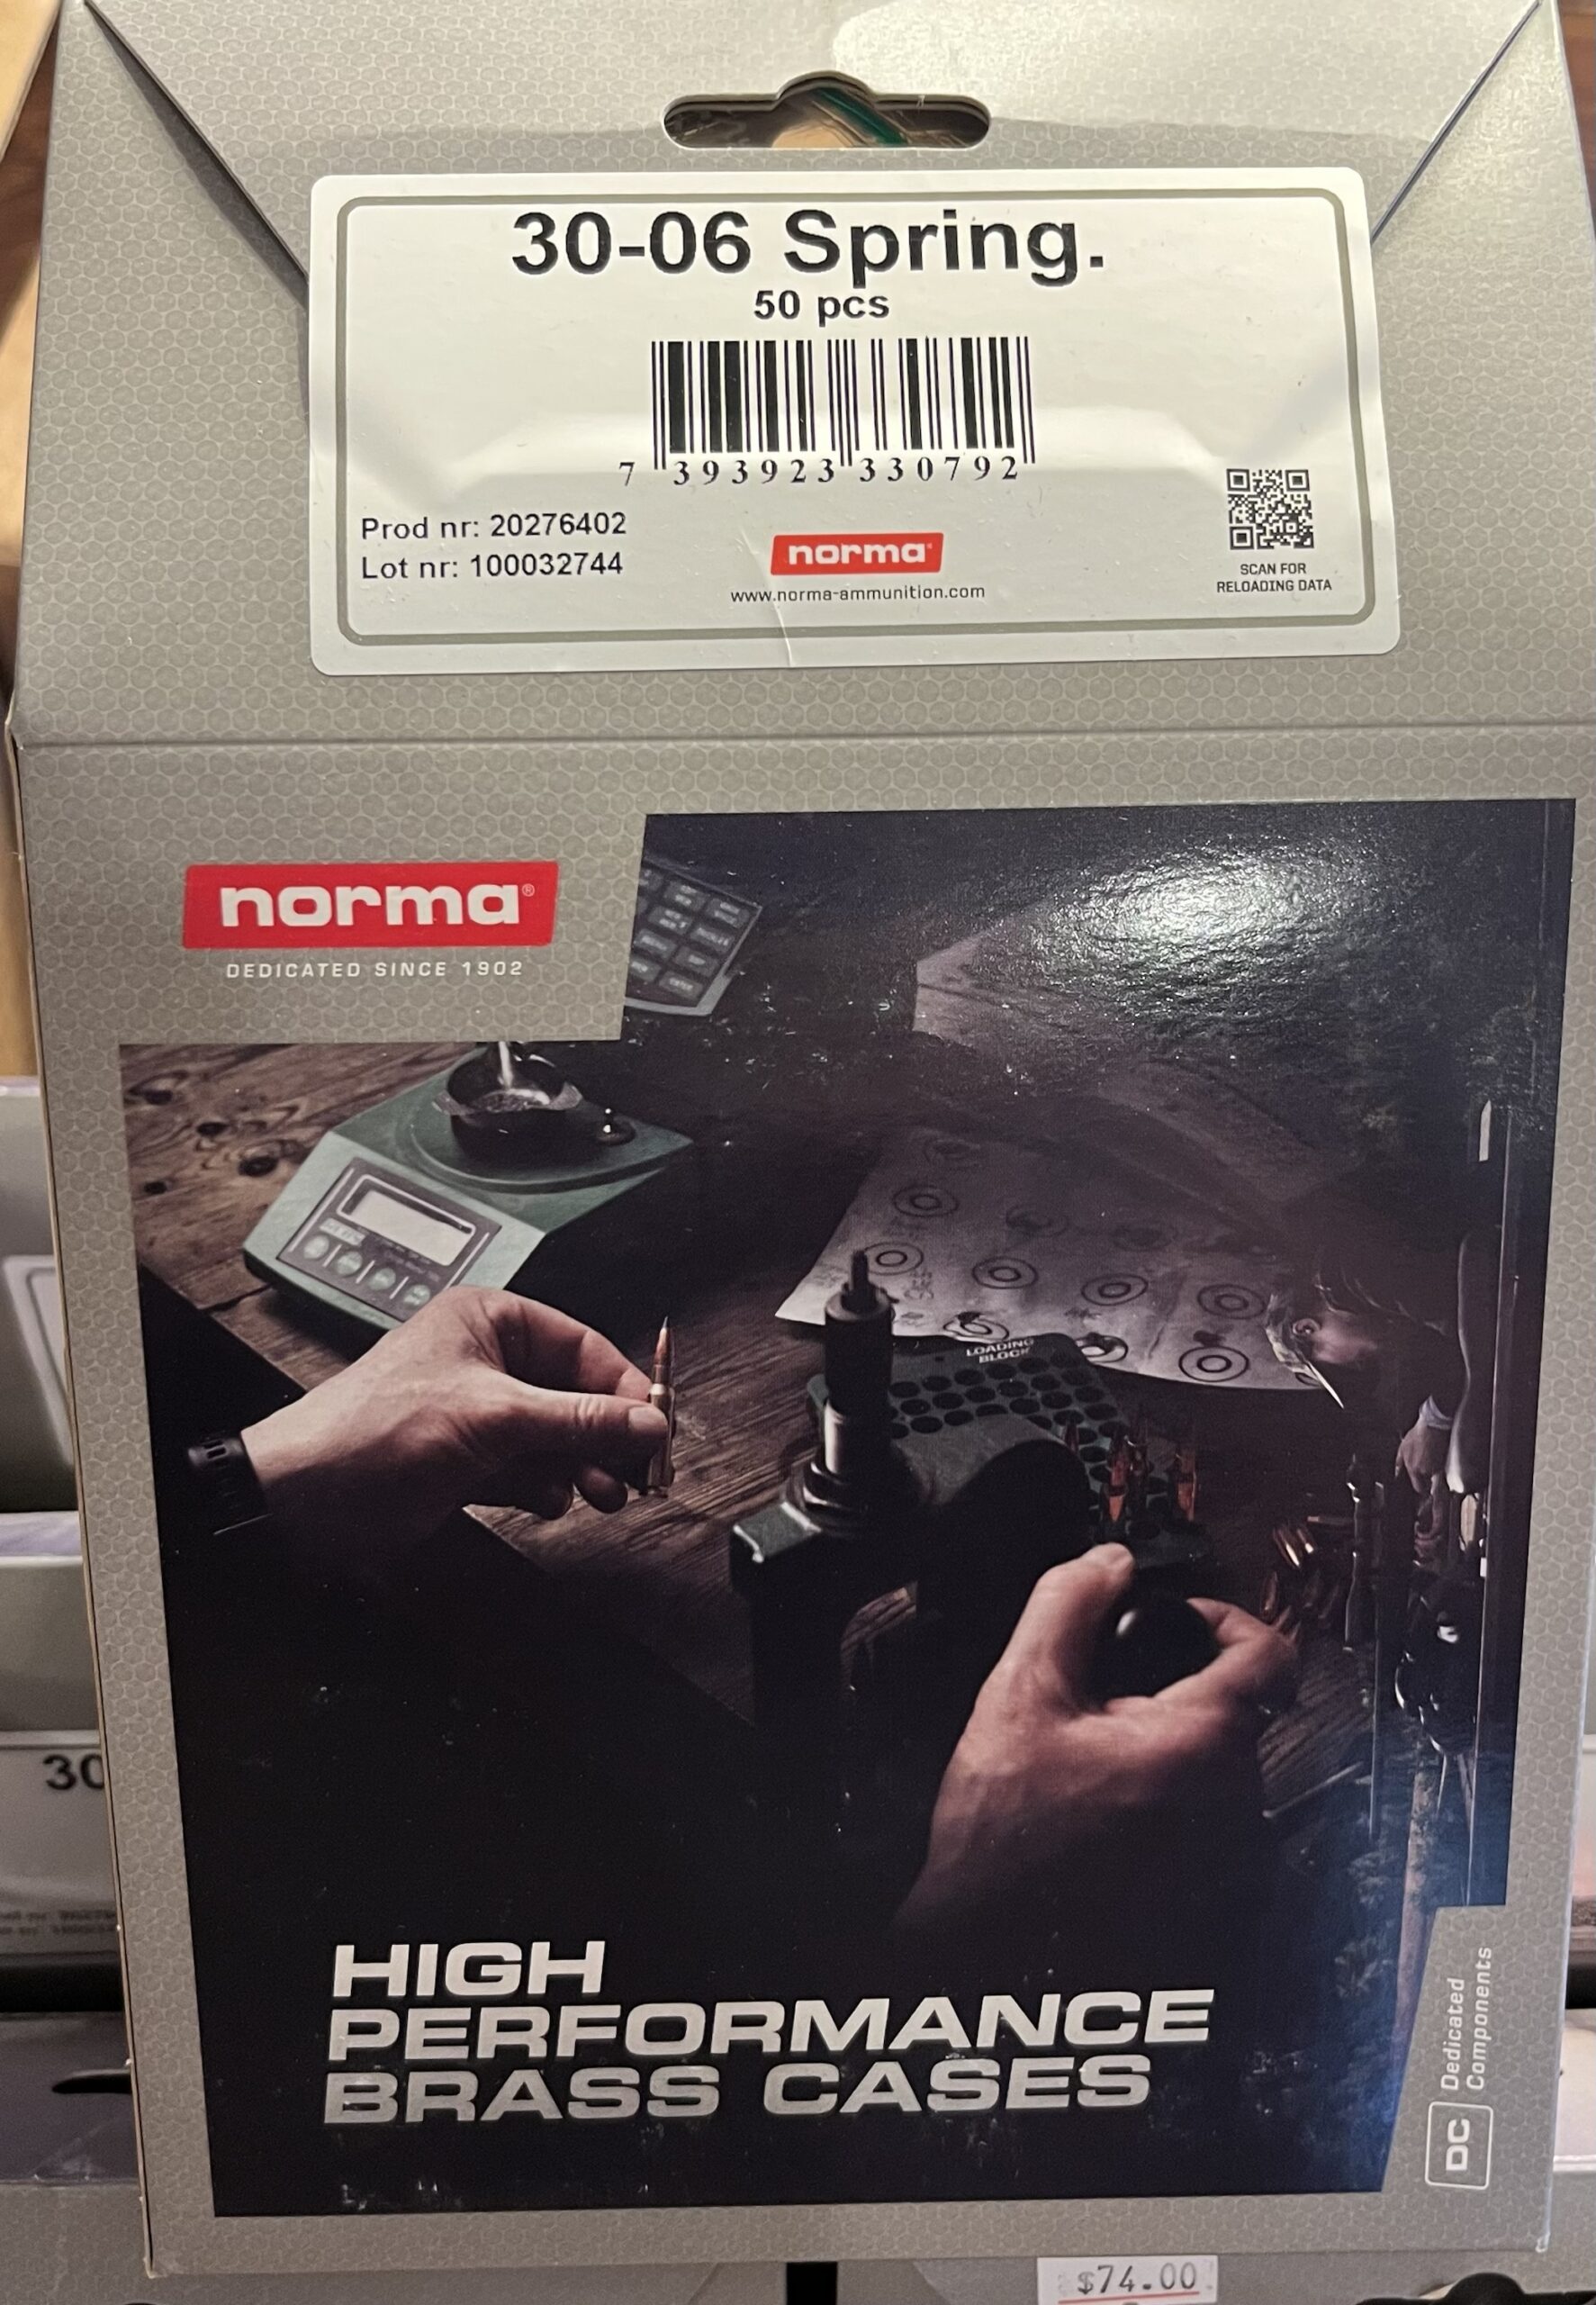 30-06 Spring.
50 pcs
7 393923 330792
Prod nr: 20276402
Lot nr: 100032744
norma
www.norma-ammunition.com
SCAN FOR
RELOADING DATA
norma®
DEDICATED SINCE 1902
LOADING
BLOCK
HIGH
PERFORMANCE
BRASS CASES
Dedicated
Components
DC
30
$74.00